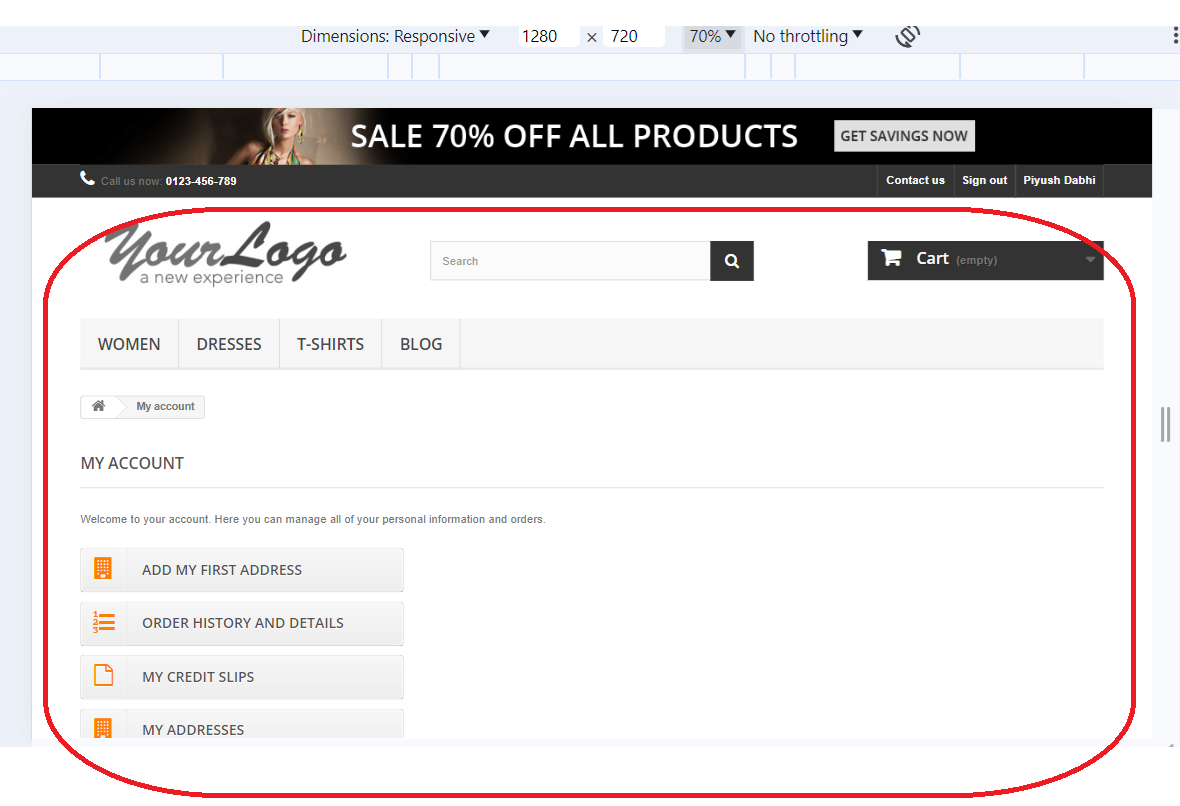 Dimensions: Responsive ▼ 1280 × 720 70% ▼ No throttling ▼
SALE 70% OFF ALL PRODUCTS GET SAVINGS NOW
Call us now: 0123-456-789 Contact us Sign out Piyush Dabhi
YourLogo
a new experience
Search
Cart (empty)
WOMEN DRESSES T-SHIRTS BLOG
My account
MY ACCOUNT
Welcome to your account. Here you can manage all of your personal information and orders.
ADD MY FIRST ADDRESS
1
2
3
ORDER HISTORY AND DETAILS
MY CREDIT SLIPS
MY ADDRESSES